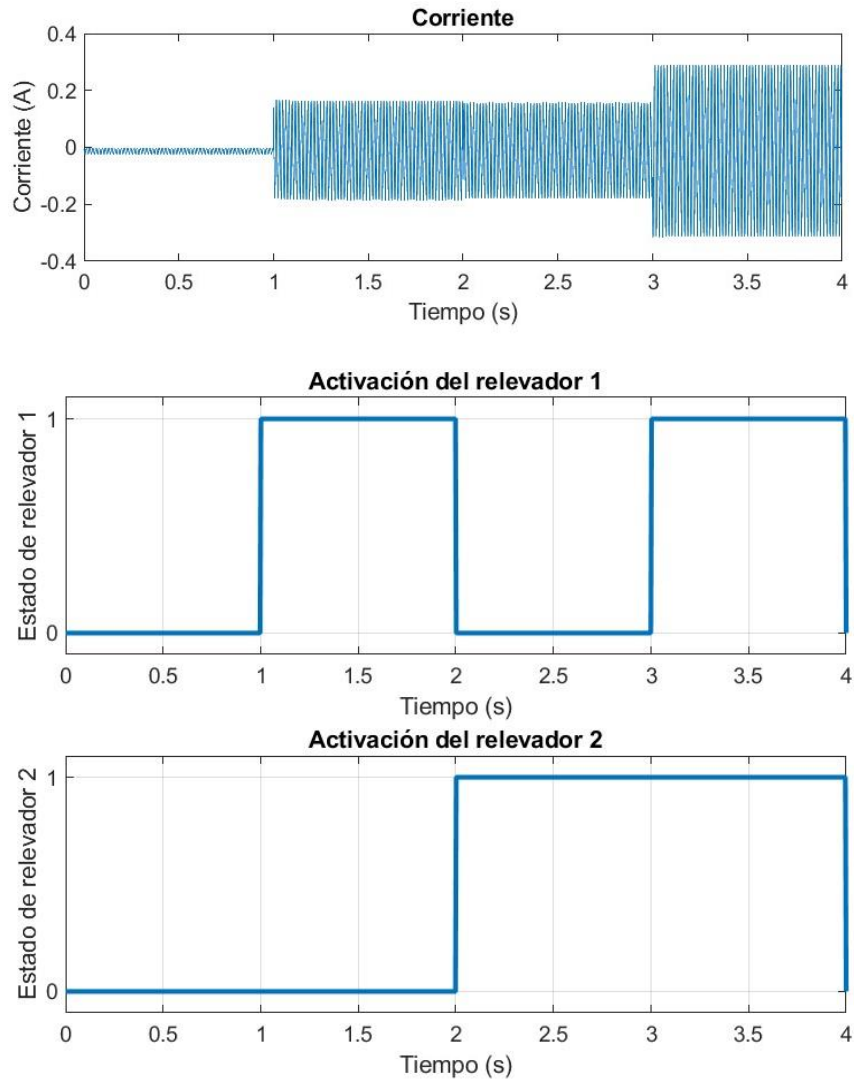 Corriente
0.4
0.2
0
-0.2
-0.4
Corriente (A)
0 0.5 1 1.5 2 2.5 3 3.5 4
Tiempo (s)
Activación del relevador 1
1
0
Estado de relevador 1
0 0.5 1 1.5 2 2.5 3 3.5 4
Tiempo (s)
Activación del relevador 2
1
0
Estado de relevador 2
0 0.5 1 1.5 2 2.5 3 3.5 4
Tiempo (s)